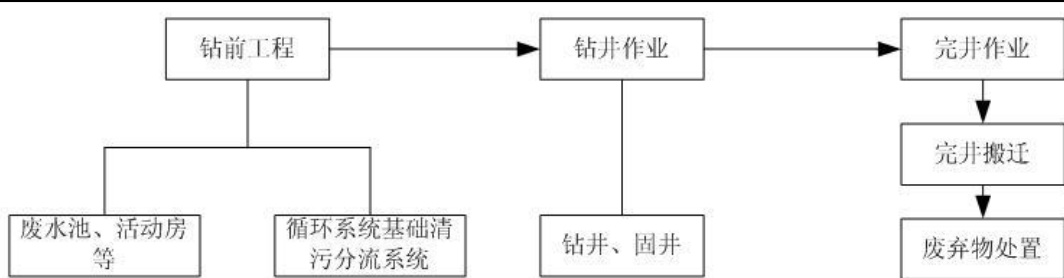 钻前工程
钻井作业
完井作业
完井搬迁
废水池、活动房
等
循环系统基础清
污分流系统
钻井、固井
废弃物处置